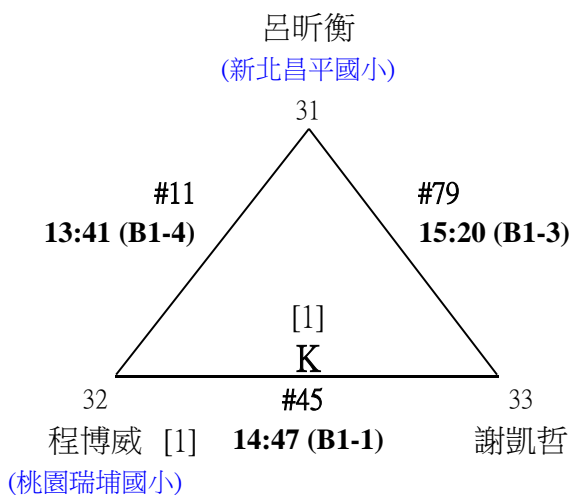 呂昕衡
(新北昌平國小)
31
#11
#79
13:41 (B1-4)
15:20 (B1-3)
[1]
K
32
#45
33
程博威 [1]
14:47 (B1-1)
謝凱哲
(桃園瑞埔國小)